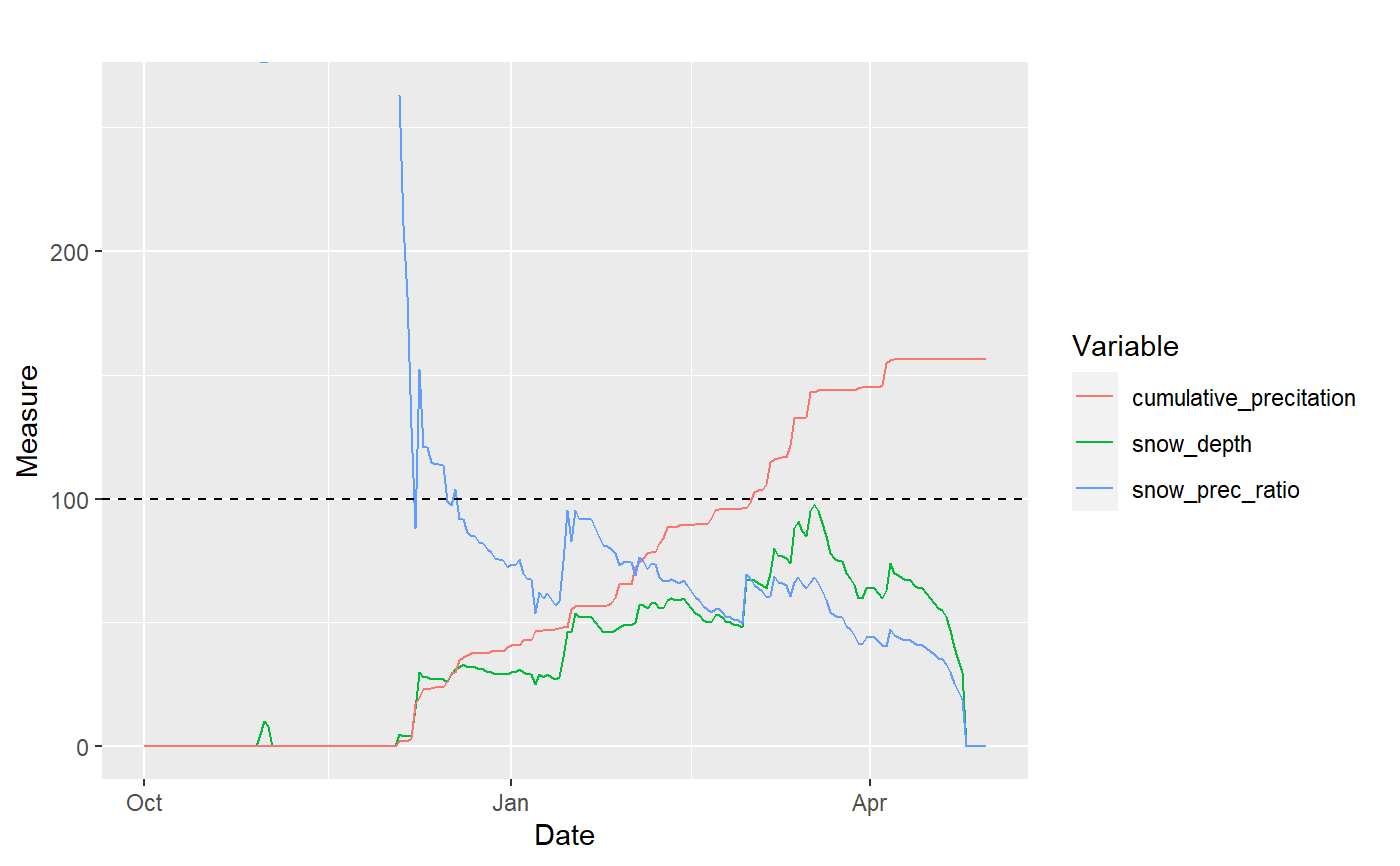 Measure
200
100
0
Oct
Jan
Apr
Date
Variable
cumulative_precitation
snow_depth
snow_prec_ratio